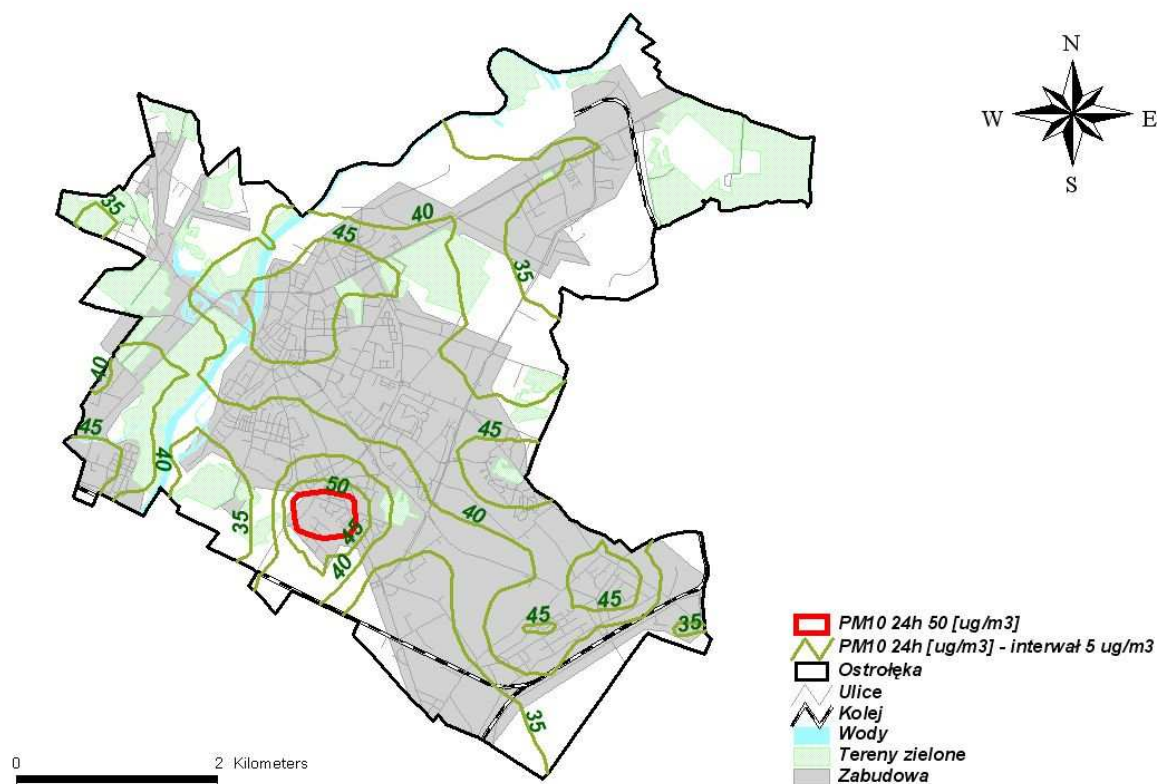 N
W E
S
35
40
45
35
40
45
45
40
50
35
45
40
40
45
45
35
35
PM10 24h 50 [ug/m3]
PM10 24h [ug/m3] - interwał 5 ug/m3
Ostrołęka
Ulice
Kolej
Wody
Tereny zielone
Zabudowa
0 2 Kilometers